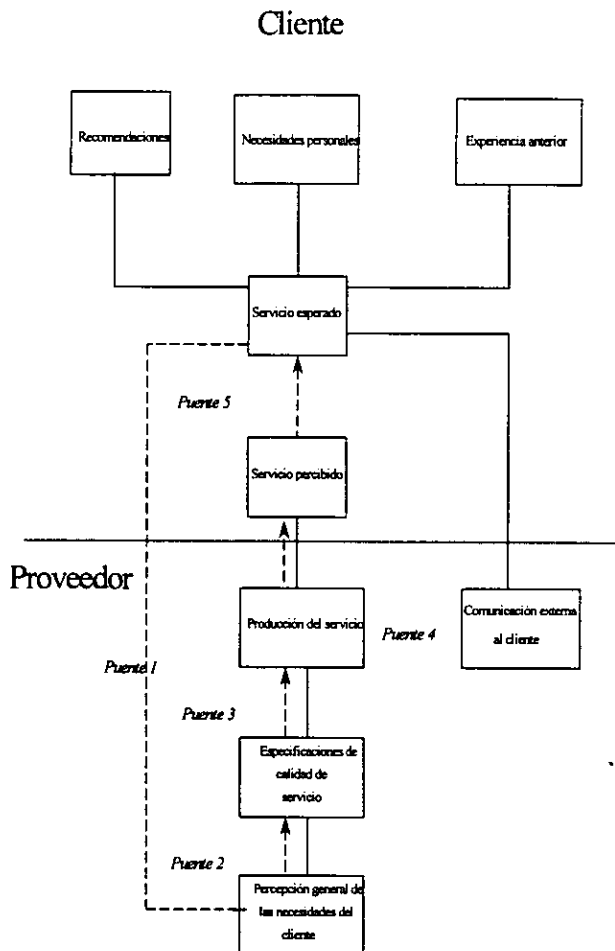 Cliente
Recomendaciones
Necesidades personales
Experiencia anterior
Servicio esperado
Puente 5
Servicio percibido
Proveedor
Producción del servicio
Puente 4
Comunicación externa
al cliente
Puente 1
Puente 3
Especificaciones de
calidad de
servicio
Puente 2
Percepción general de
las necesidades del
cliente